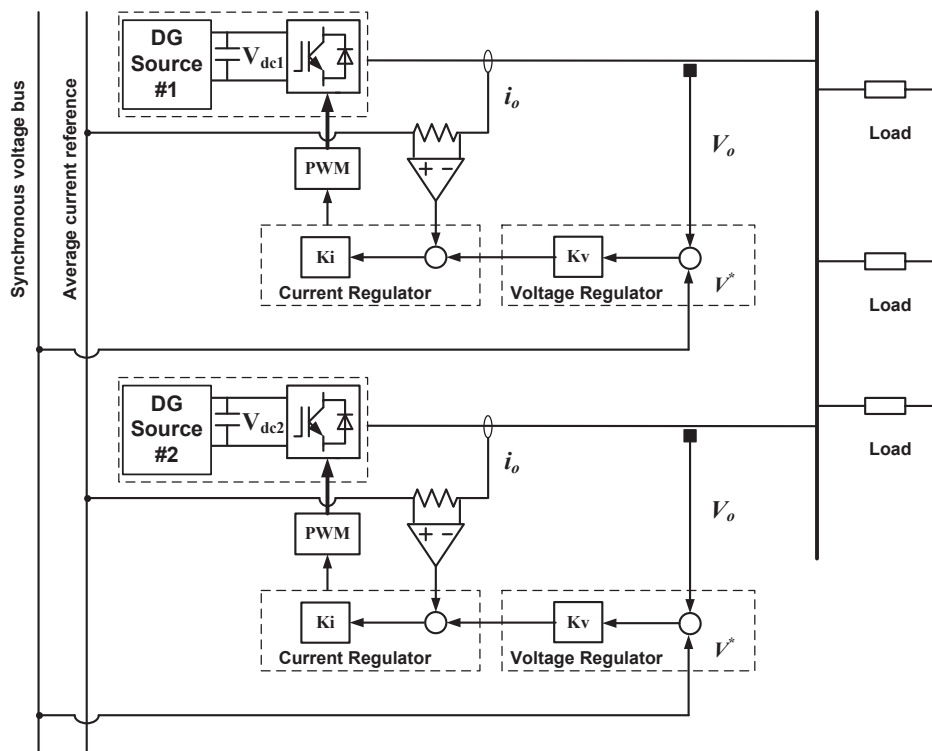 Synchronous voltage bus
Average current reference
DG
Source
#1
V_dc1
i_o
V_o
Load
PWM
+ −
Ki
Kv
Current Regulator
Voltage Regulator
V*
Load
DG
Source
#2
V_dc2
i_o
V_o
Load
PWM
+ −
Ki
Kv
Current Regulator
Voltage Regulator
V*